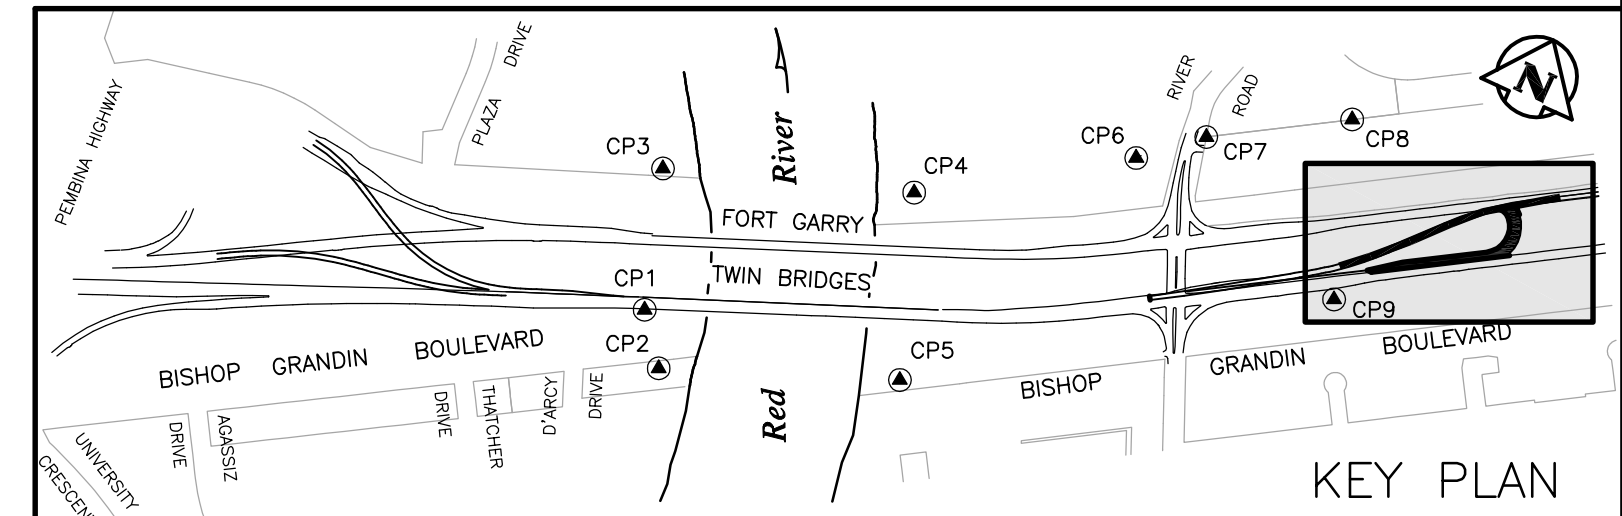 PEMBINA HIGHWAY
PLAZA DRIVE
CP3
River
CP4
CP6
RIVER ROAD
CP7
CP8
N
FORT GARRY
TWIN BRIDGES
CP1
CP2
CP5
CP9
BISHOP GRANDIN BOULEVARD
BISHOP GRANDIN BOULEVARD
UNIVERSITY
CRESCEN
DRIVE
AGASSIZ
DRIVE
THATCHER
D'ARCY
DRIVE
Red
KEY PLAN